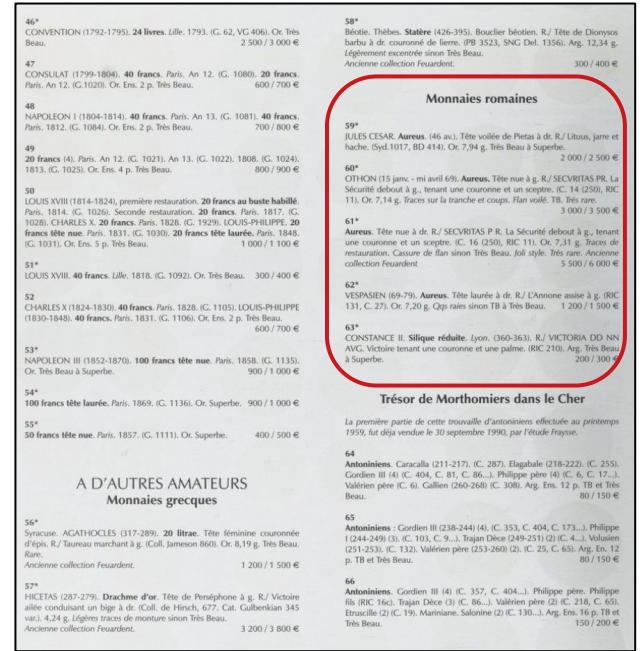 46*
CONVENTION (1792-1795). 24 livres. Lille. 1793. (G. 62, VG 406). Or. Très
Beau. 2 500 / 3 000 €
47
CONSULAT (1799-1804). 40 francs. Paris. An 12. (G. 1080). 20 francs.
Paris. An 12. (G.1020). Or. Ens. 2 p. Très Beau. 600 / 700 €
48
NAPOLEON I (1804-1814). 40 francs. Paris. An 13. (G. 1081). 40 francs.
Paris. 1812. (G. 1084). Or. Ens. 2 p. Très Beau. 700 / 800 €
49
20 francs (4). Paris. An 12. (G. 1021). An 13. (G. 1022). 1808. (G. 1024).
1813. (G. 1025). Or. Ens. 4 p. Très Beau. 800 / 900 €
50
LOUIS XVIII (1814-1824), première restauration. 20 francs au buste habillé.
Paris. 1814. (G. 1026). Seconde restauration. 20 francs. Paris. 1817. (G.
1028). CHARLES X. 20 francs. Paris. 1828. (G. 1929). LOUIS-PHILIPPE. 20
francs tête nue. Paris. 1831. (G. 1030). 20 francs tête laurée. Paris. 1848.
(G. 1031). Or. Ens. 5 p. Très Beau. 1 000 / 1 100 €
51*
LOUIS XVIII. 40 francs. Lille. 1818. (G. 1092). Or. Très Beau. 300 / 400 €
52
CHARLES X (1824-1830). 40 francs. Paris. 1828. (G. 1105). LOUIS-PHILIPPE
(1830-1848). 40 francs. Paris. 1831. (G. 1106). Or. Ens. 2 p. Très Beau.
600 / 700 €
53*
NAPOLEON III (1852-1870). 100 francs tête nue. Paris. 1858. (G. 1135).
Or. Très Beau à Superbe. 900 / 1 000 €
54*
100 francs tête laurée. Paris. 1869. (G. 1136). Or. Superbe. 900 / 1 000 €
55*
50 francs tête nue. Paris. 1857. (G. 1111). Or. Superbe. 400 / 500 €
A D'AUTRES AMATEURS
Monnaies grecques
56*
Syracuse. AGATHOCLES (317-289). 20 litrae. Tête féminine couronnée
d'épis. R./ Taureau marchant à g. (Coll. Jameson 860). Or. 8,19 g. Très Beau.
Rare.
Ancienne collection Feuardent. 1 200 / 1 500 €
57*
HICETAS (287-279). Drachme d'or. Tête de Perséphone à g. R./ Victoire
ailée conduisant un bige à dr. (Coll. de Hirsch, 677. Cat. Gulbenkian 345
var.). 4,24 g. Légères traces de monture sinon Très Beau.
Ancienne collection Feuardent. 3 200 / 3 800 €
58*
Béotie. Thèbes. Statère (426-395). Bouclier béotien. R./ Tête de Dionysos
barbu à dr. couronné de lierre. (PB 3523, SNG Del. 1356). Arg. 12,34 g.
Légèrement excentrée sinon Très Beau.
Ancienne collection Feuardent. 300 / 400 €
Monnaies romaines
59*
JULES CESAR. Aureus. (46 av.). Tête voilée de Pietas à dr. R./ Lituus, jarre et
hache. (Syd.1017, BD 414). Or. 7,94 g. Très Beau à Superbe.
2 000 / 2 500 €
60*
OTHON (15 janv. - mi avril 69). Aureus. Tête nue à g. R./ SECVRITAS PR. La
Sécurité debout à g., tenant une couronne et un sceptre. (C. 14 (250), RIC
11). Or. 7,14 g. Traces sur la tranche et coups. Flan voilé. TB. Très rare.
3 000 / 3 500 €
61*
Aureus. Tête nue à dr./ SECVRITAS P R. La Sécurité debout à g., tenant
une couronne et un sceptre. (C. 16 (250), RIC 11). Or. 7,31 g. Traces de
restauration. Cassure de flan sinon Très Beau. Joli style. Très rare. Ancienne
collection Feuardent 5 500 / 6 000 €
62*
VESPASIEN (69-79). Aureus. Tête laurée à dr. R./ L'Annone assise à g. (RIC
131, C. 27). Or. 7,20 g. Qqs raies sinon TB à Très Beau. 1 200 / 1 500 €
63*
CONSTANCE II. Silique réduite. Lyon. (360-363). R./ VICTORIA DD NN
AVG. Victoire tenant une couronne et une palme. (RIC 210). Arg. Très Beau
à Superbe. 200 / 300 €
Trésor de Morthomiers dans le Cher
La première partie de cette trouvaille d'antoniniens effectuée au printemps
1959, fut déja vendue le 30 septembre 1990, par l'étude Fraysse.
64
Antoniniens. Caracalla (211-217). (C. 287). Elagabale (218-222). (C. 255).
Gordien III (4) (C. 404, C. 81, C. 86...). Philippe père (4) (C. 6, C. 17...).
Valérien père (C. 6). Gallien (260-268) (C. 308). Arg. Ens. 12 p. TB et Très
Beau. 80 / 150 €
65
Antoniniens : Gordien III (238-244) (4). (C. 353, C. 404, C. 173...). Philippe
I (244-249) (3). (C. 103, C. 9...). Trajan Dèce (249-251) (2) (C. 4...). Volusien
(251-253). (C. 132). Valérien père (253-260) (2). (C. 25, C. 65). Arg. En. 12
p. TB et Très Beau. 80 / 150 €
66
Antoniniens. Gordien III (4) (C. 357, C. 404...). Philippe père. Philippe
fils (RIC 16c). Trajan Dèce (3) (C. 86...). Valérien père (2) (C. 218, C. 65).
Etruscille (2) (C. 19). Mariniane. Salonine (2) (C. 130...). Arg. Ens. 16 p. TB et
Très Beau. 150 / 200 €